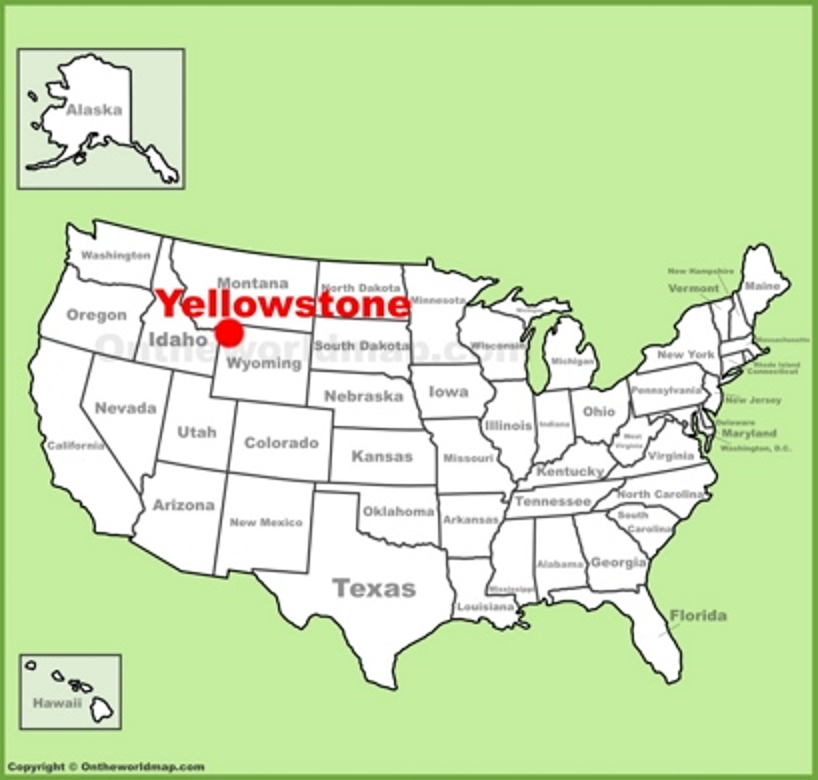 Alaska
Washington
Montana
North Dakota
Minnesota
New Hampshire
Vermont
Maine
Yellowstone
Oregon
Idaho
Wyoming
South Dakota
Wisconsin
Michigan
Michigan
New York
Massachusetts
Rhode Island
Connecticut
Ontheworldmap.com
Nebraska
Iowa
Pennsylvania
New Jersey
Nevada
Utah
Colorado
Illinois
Indiana
Ohio
Delaware
Maryland
Washington, D.C.
California
Kansas
Missouri
West
Virginia
Virginia
Kentucky
Arizona
New Mexico
Oklahoma
Arkansas
Tennessee
North Carolina
South
Carolina
Texas
Louisiana
Mississippi
Alabama
Georgia
Florida
Hawaii
Copyright © Ontheworldmap.com